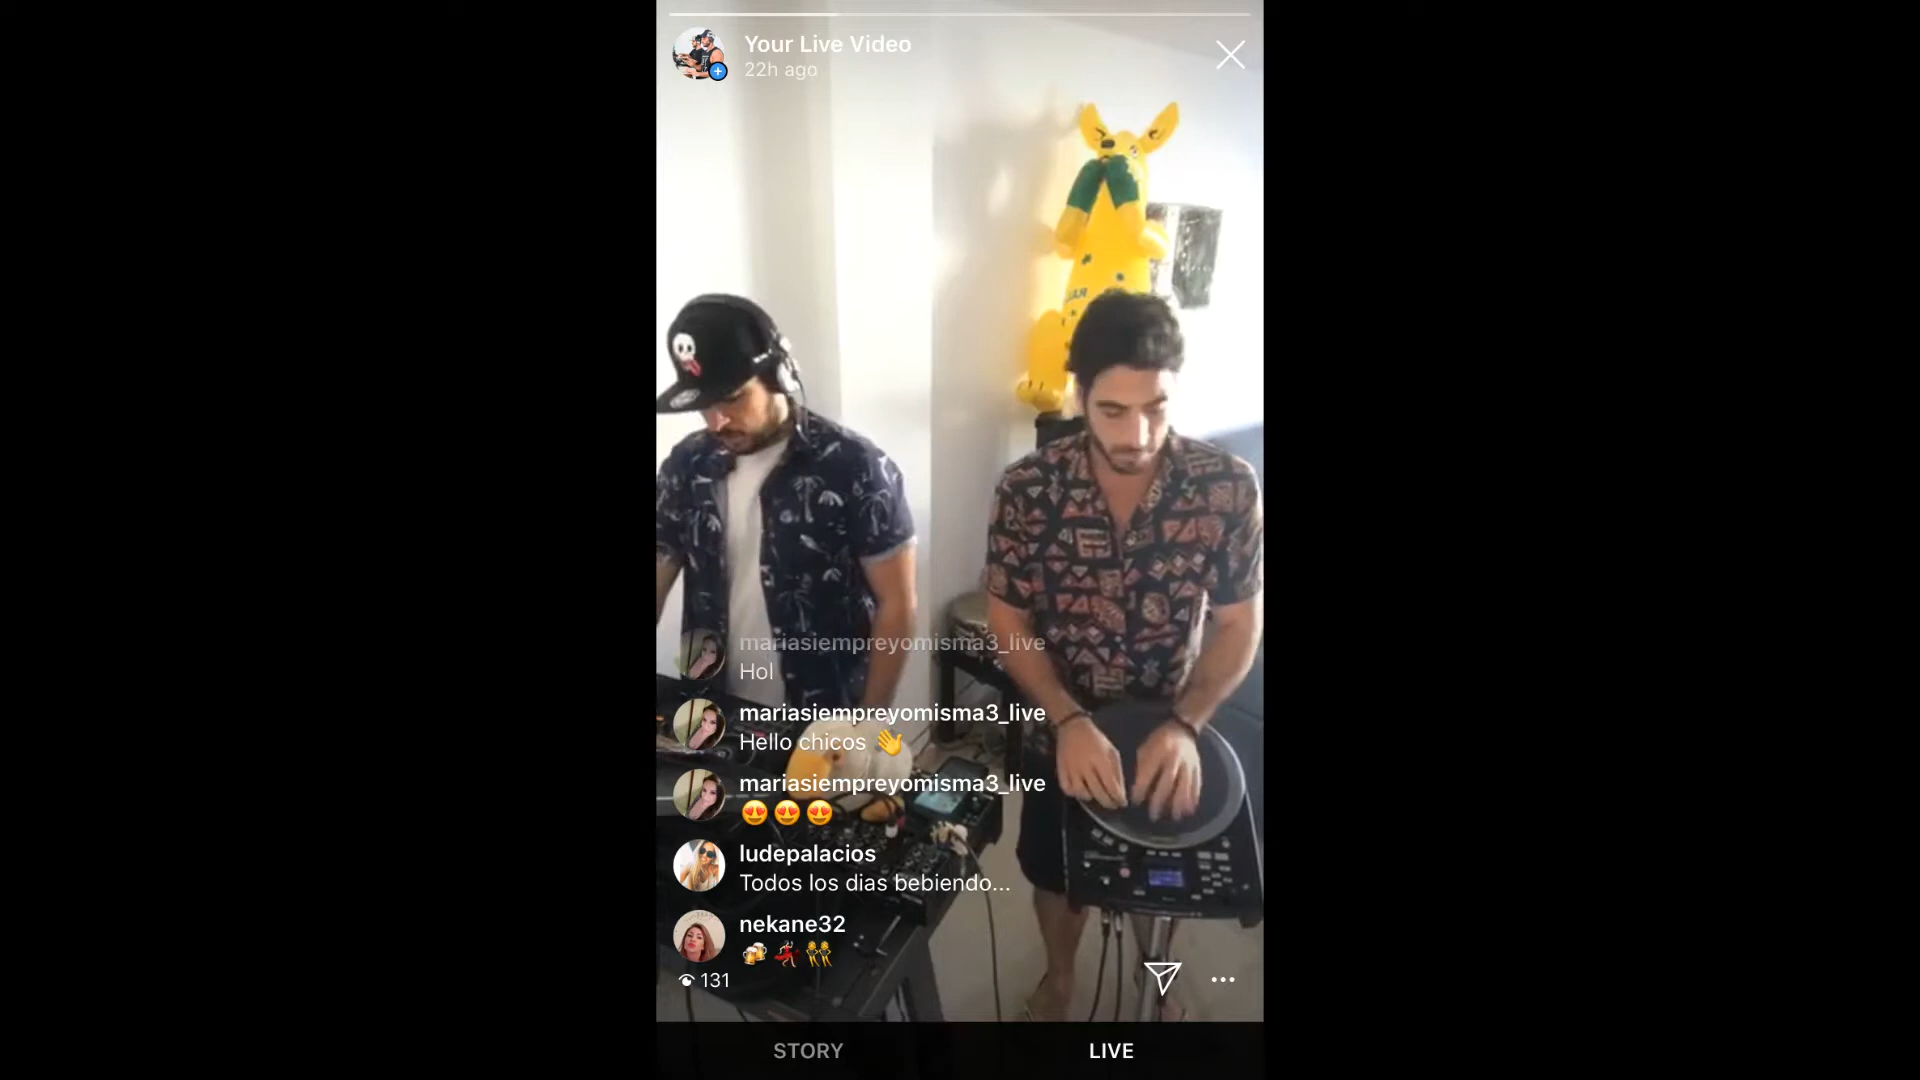 Your Live Video
22h ago
mariasiempreyomisma3_live
Hol
mariasiempreyomisma3_live
Hello chicos 👋
mariasiempreyomisma3_live
😍😍😍
ludepalacios
Todos los dias bebiendo...
nekane32
🍻💃👯
131
STORY
LIVE